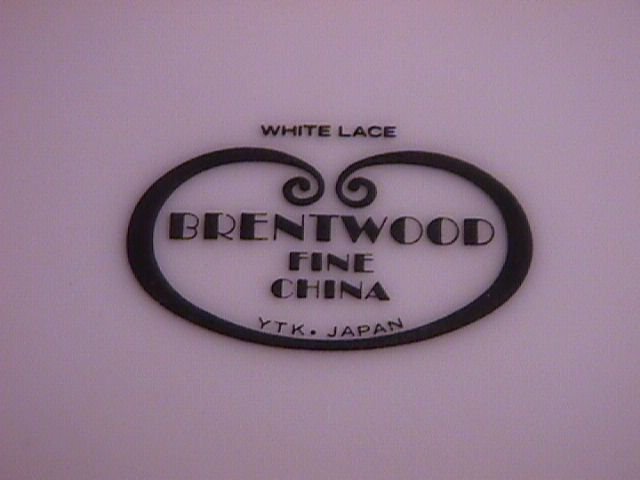 WHITE LACE
BRENTWOOD
FINE
CHINA
YTK. JAPAN